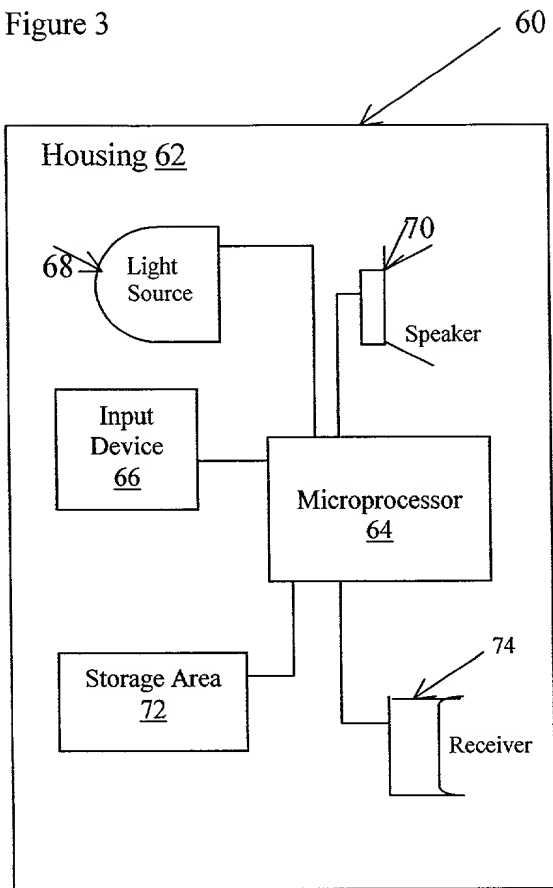 Figure 3
60
Housing 62
68
Light
Source
70
Speaker
Input
Device
66
Microprocessor
64
Storage Area
72
74
Receiver